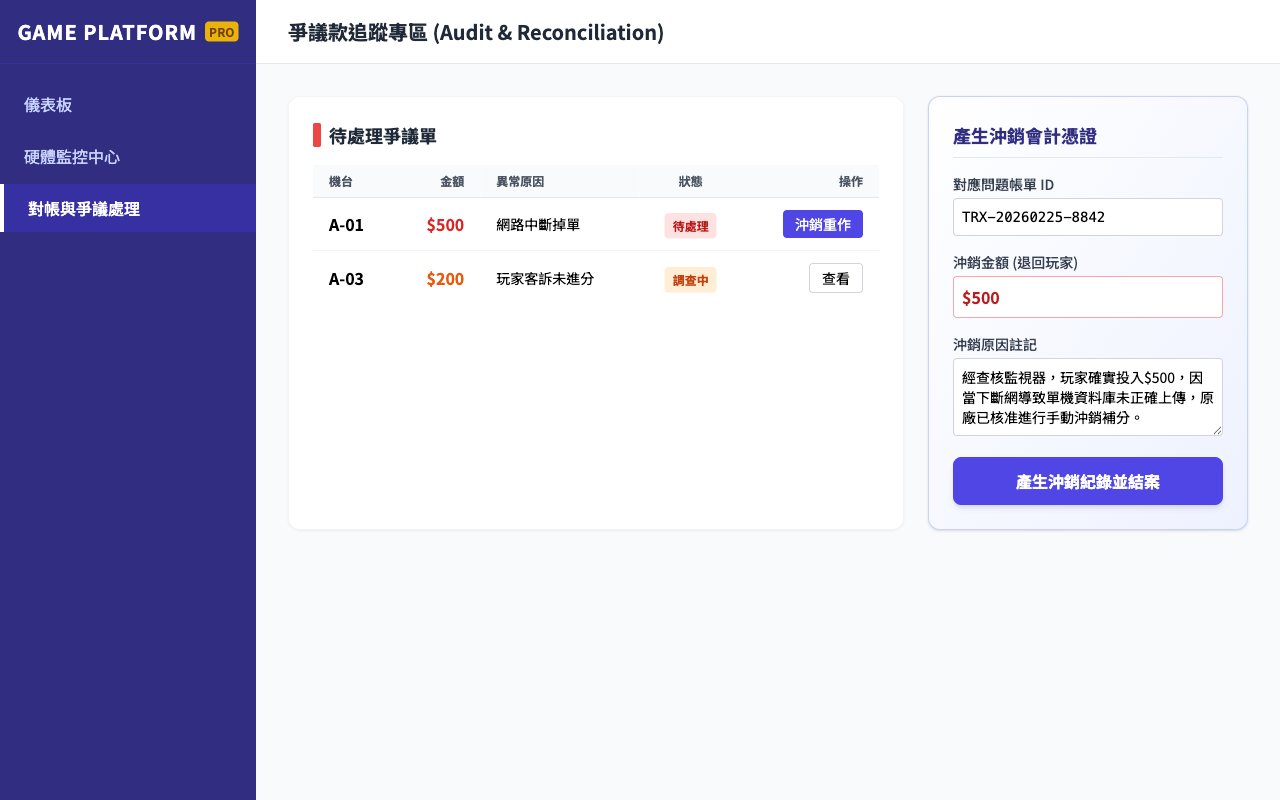 GAME PLATFORM PRO
儀表板
硬體監控中心
對帳與爭議處理
爭議款追蹤專區 (Audit & Reconciliation)
待處理爭議單
機台 金額 異常原因 狀態 操作
A-01 $500 網路中斷掉單 待處理 沖銷重作
A-03 $200 玩家客訴未進分 調查中 查看
產生沖銷會計憑證
對應問題帳單 ID
TRX-20260225-8842
沖銷金額 (退回玩家)
$500
沖銷原因註記
經查核監視器，玩家確實投入$500，因
當下斷網導致單機資料庫未正確上傳，原
廠已核准進行手動沖銷補分。
產生沖銷紀錄並結案